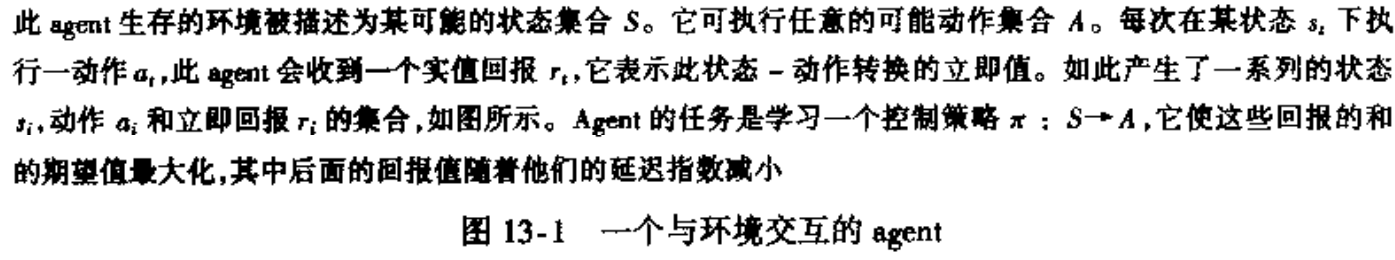 此 agent 生存的环境被描述为某可能的状态集合 S。它可执行任意的可能动作集合 A。每次在某状态 s_t 下执
行一动作 a_t,此 agent 会收到一个实值回报 r_t,它表示此状态－动作转换的立即值。如此产生了一系列的状态
s_i,动作 a_i 和立即回报 r_i 的集合,如图所示。Agent 的任务是学习一个控制策略 π：S→A,它使这些回报的和
的期望值最大化,其中后面的回报值随着他们的延迟指数减小
图 13-1 一个与环境交互的 agent